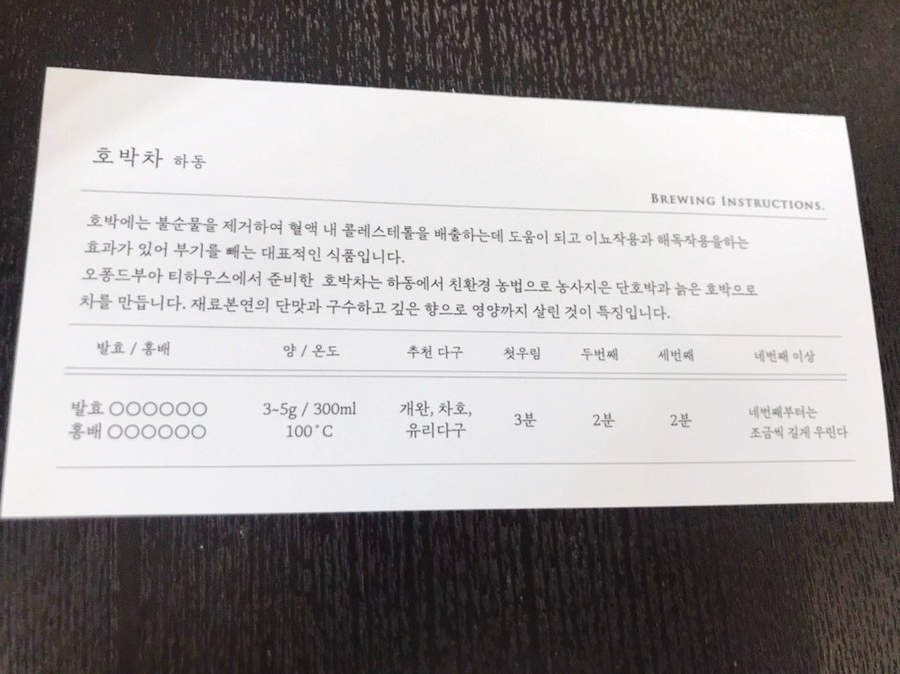 호박차 하동
BREWING INSTRUCTIONS.
호박에는 불순물을 제거하여 혈액 내 콜레스테롤을 배출하는데 도움이 되고 이뇨작용과 해독작용을하는
효과가 있어 부기를 빼는 대표적인 식품입니다.
오퐁드부아 티하우스에서 준비한 호박차는 하동에서 친환경 농법으로 농사지은 단호박과 늙은 호박으로
차를 만듭니다. 재료본연의 단맛과 구수하고 깊은 향으로 영양까지 살린 것이 특징입니다.
발효 / 홍배 양 / 온도 추천 다구 첫우림 두번째 세번째 네번째 이상
발효 ○○○○○○ 3~5g / 300ml 개완, 차호, 3분 2분 2분 네번째부터는
홍배 ○○○○○○ 100˚C 유리다구 조금씩 길게 우린다